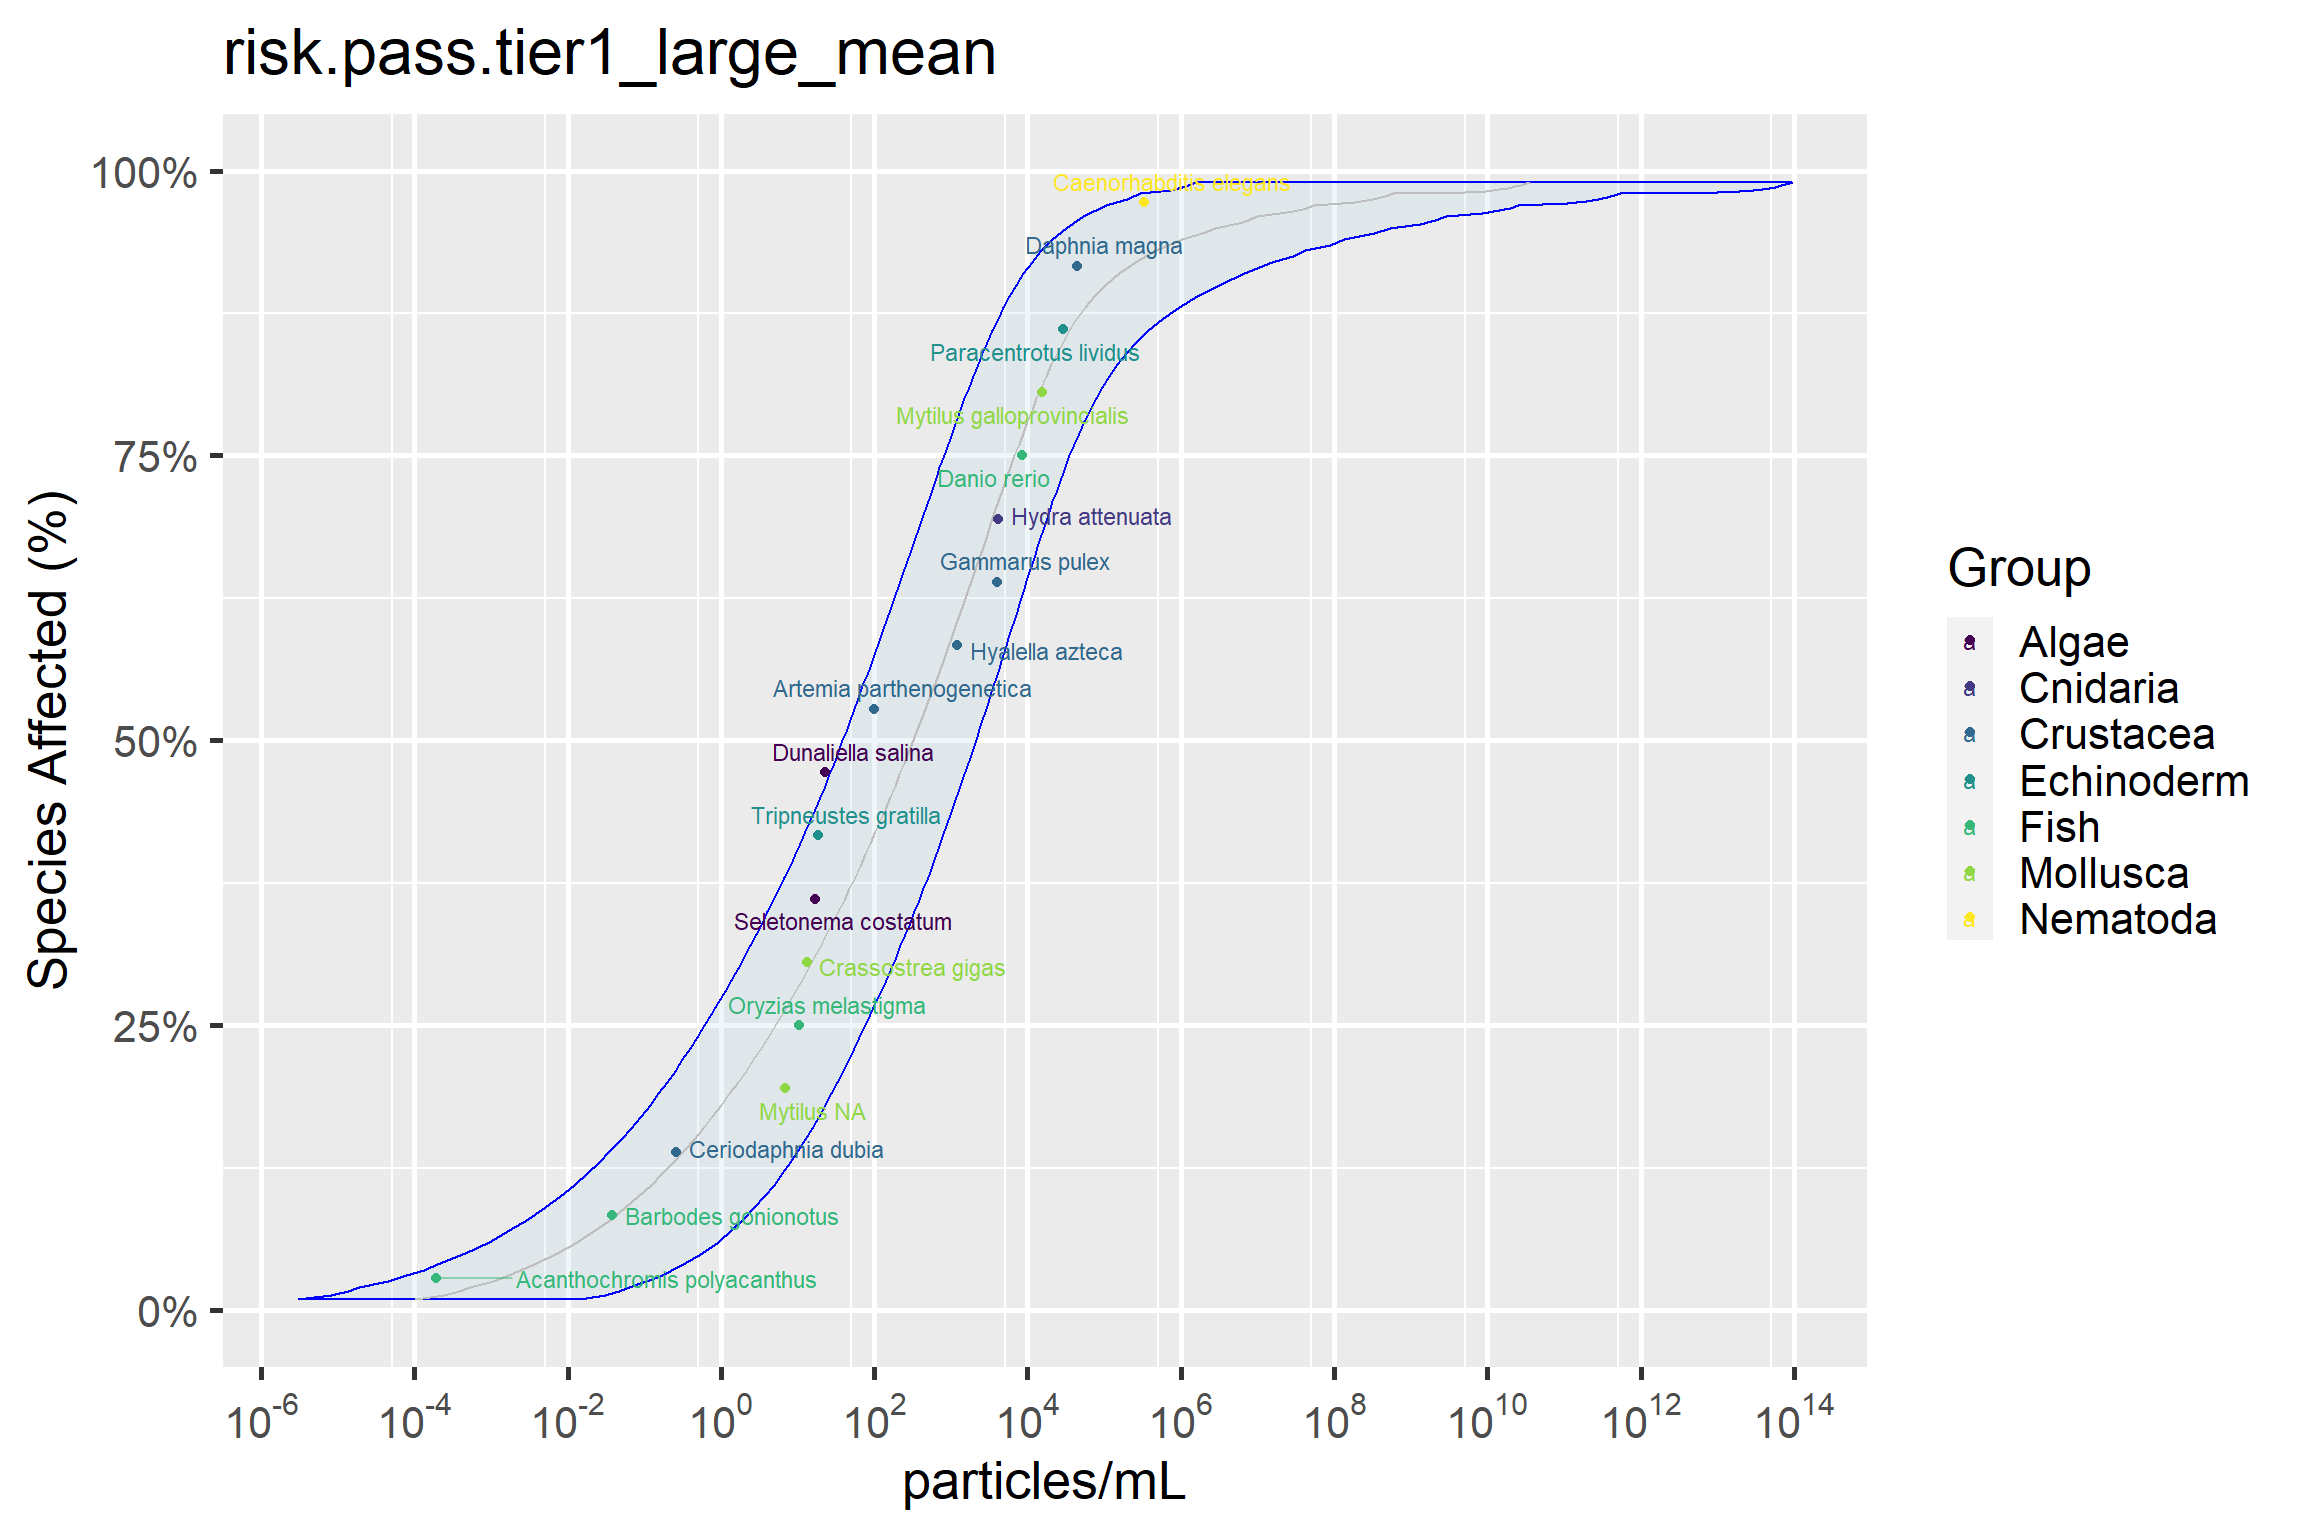 risk.pass.tier1_large_mean
Species Affected (%)
100%
75%
50%
25%
0%
Caenorhabditis elegans
Daphnia magna
Paracentrotus lividus
Mytilus galloprovincialis
Danio rerio
Hydra attenuata
Gammarus pulex
Hyalella azteca
Artemia parthenogenetica
Dunaliella salina
Tripneustes gratilla
Seletonema costatum
Crassostrea gigas
Oryzias melastigma
Mytilus NA
Ceriodaphnia dubia
Barbodes gonionotus
Acanthochromis polyacanthus
10⁻⁶ 10⁻⁴ 10⁻² 10⁰ 10² 10⁴ 10⁶ 10⁸ 10¹⁰ 10¹² 10¹⁴
particles/mL
Group
a Algae
a Cnidaria
a Crustacea
a Echinoderm
a Fish
a Mollusca
a Nematoda